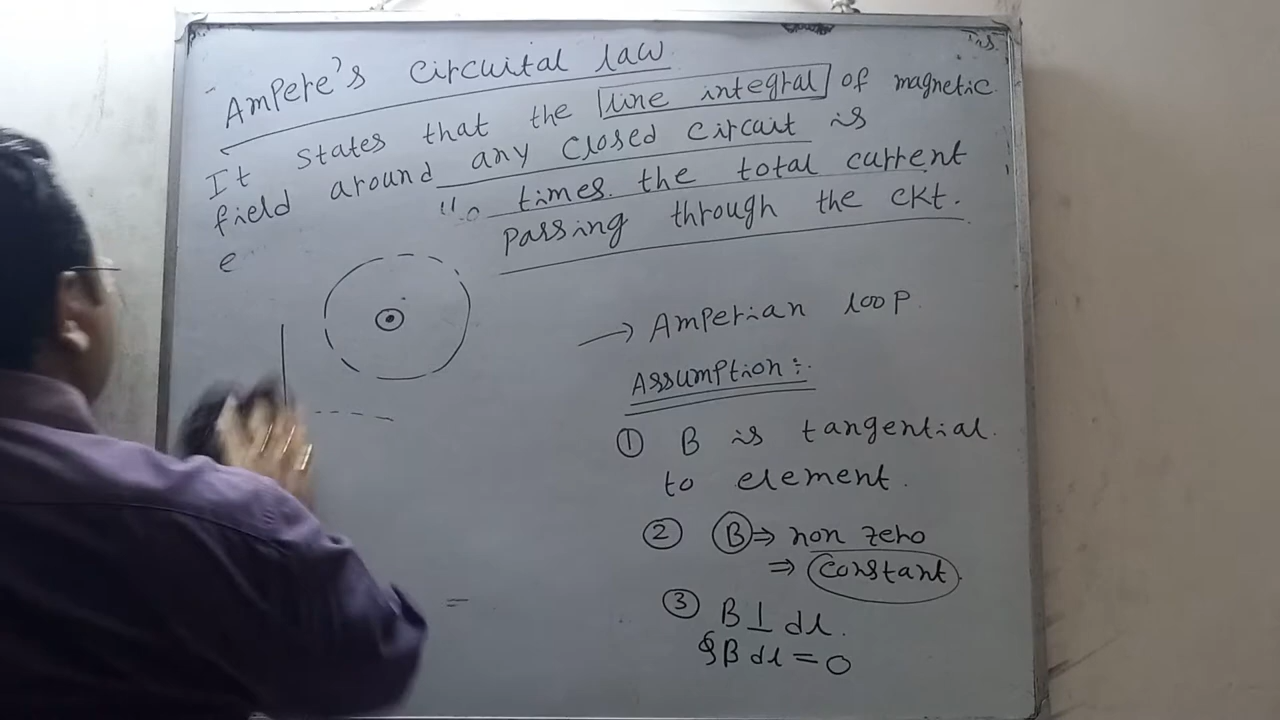 Ampere's circuital law
It states that the line integral of magnetic
field around any closed circuit is
μ₀ times the total current
passing through the ckt.
e
→ Amperian loop.
Assumption :-
① B is tangential
to element.
② B ⇒ non zero
⇒ constant.
③ B ⊥ dl.
∮B dl = 0
=